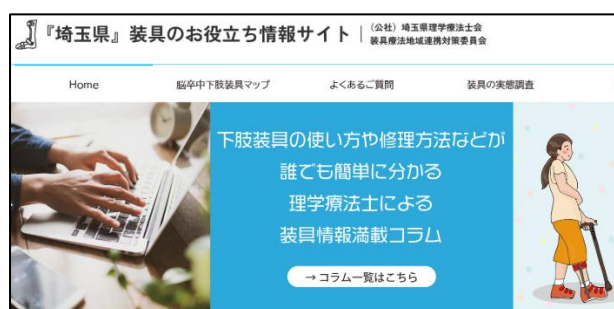 『埼玉県』装具のお役立ち情報サイト
(公社)埼玉県理学療法士会
装具療法地域連携対策委員会
Home
脳卒中下肢装具マップ
よくあるご質問
装具の実態調査
下肢装具の使い方や修理方法などが
誰でも簡単に分かる
理学療法士による
装具情報満載コラム
→コラム一覧はこちら